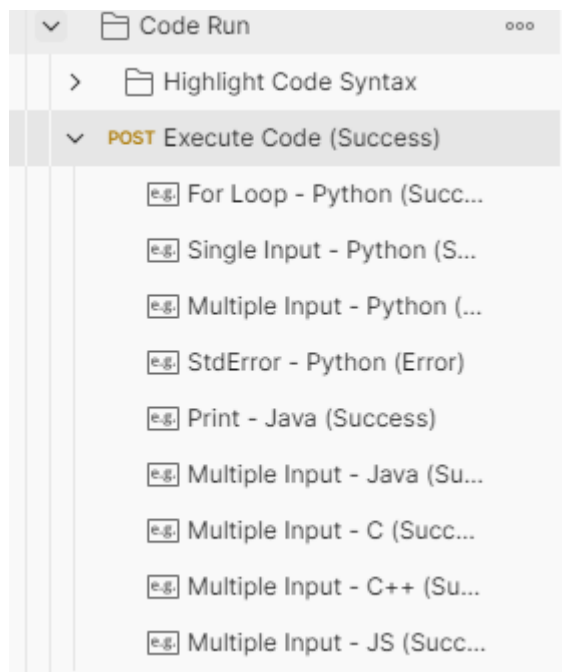 Code Run ooo
Highlight Code Syntax
POST Execute Code (Success)
e.g. For Loop - Python (Succ...
e.g. Single Input - Python (S...
e.g. Multiple Input - Python (...
e.g. StdError - Python (Error)
e.g. Print - Java (Success)
e.g. Multiple Input - Java (Su...
e.g. Multiple Input - C (Succ...
e.g. Multiple Input - C++ (Su...
e.g. Multiple Input - JS (Succ...